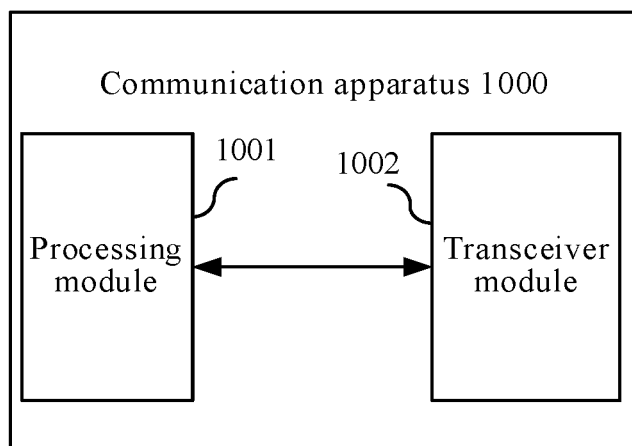 Communication apparatus 1000
1001
1002
Processing
module
Transceiver
module